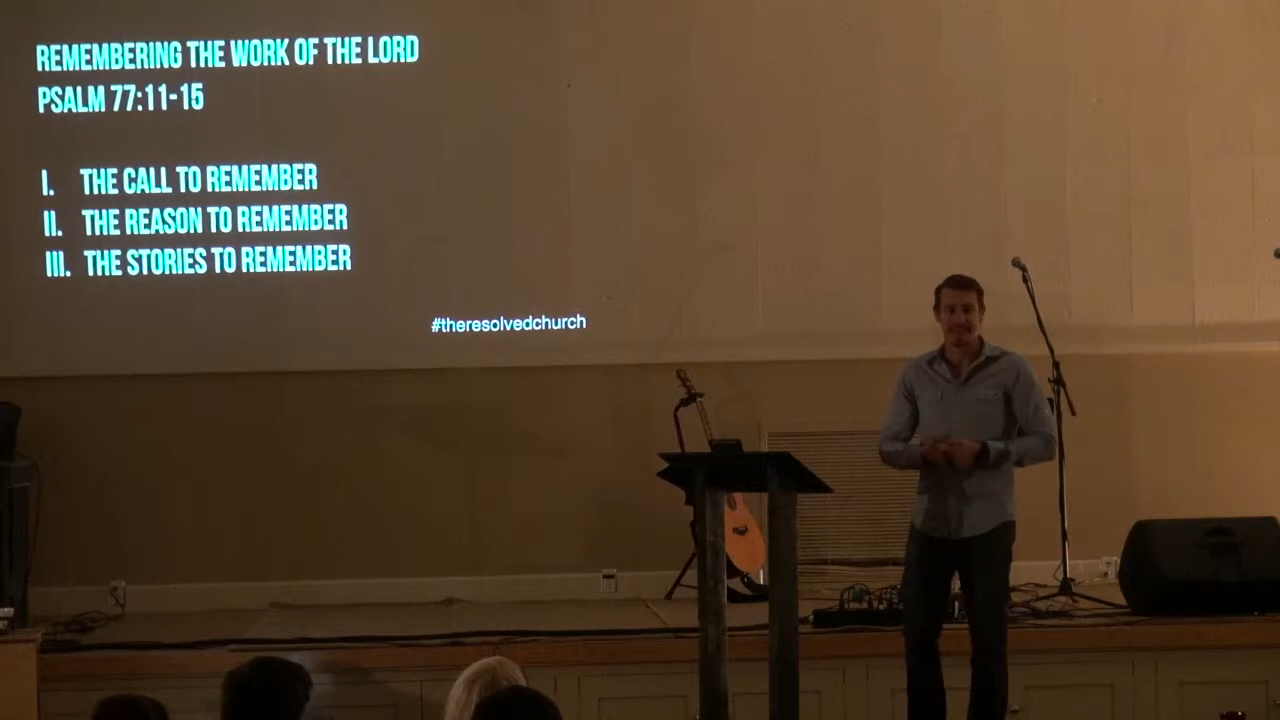 REMEMBERING THE WORK OF THE LORD
PSALM 77:11-15
I. THE CALL TO REMEMBER
II. THE REASON TO REMEMBER
III. THE STORIES TO REMEMBER
#theresolvedchurch